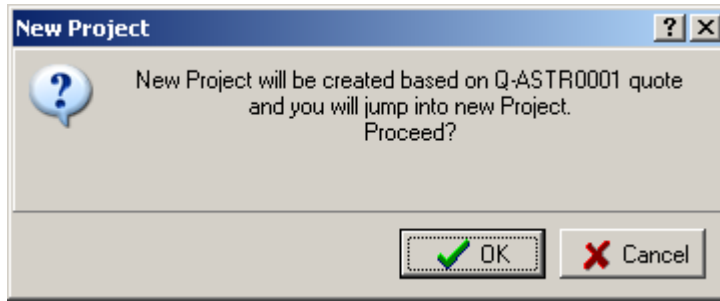 New Project
New Project will be created based on Q-ASTR0001 quote
and you will jump into new Project.
Proceed?
OK
Cancel